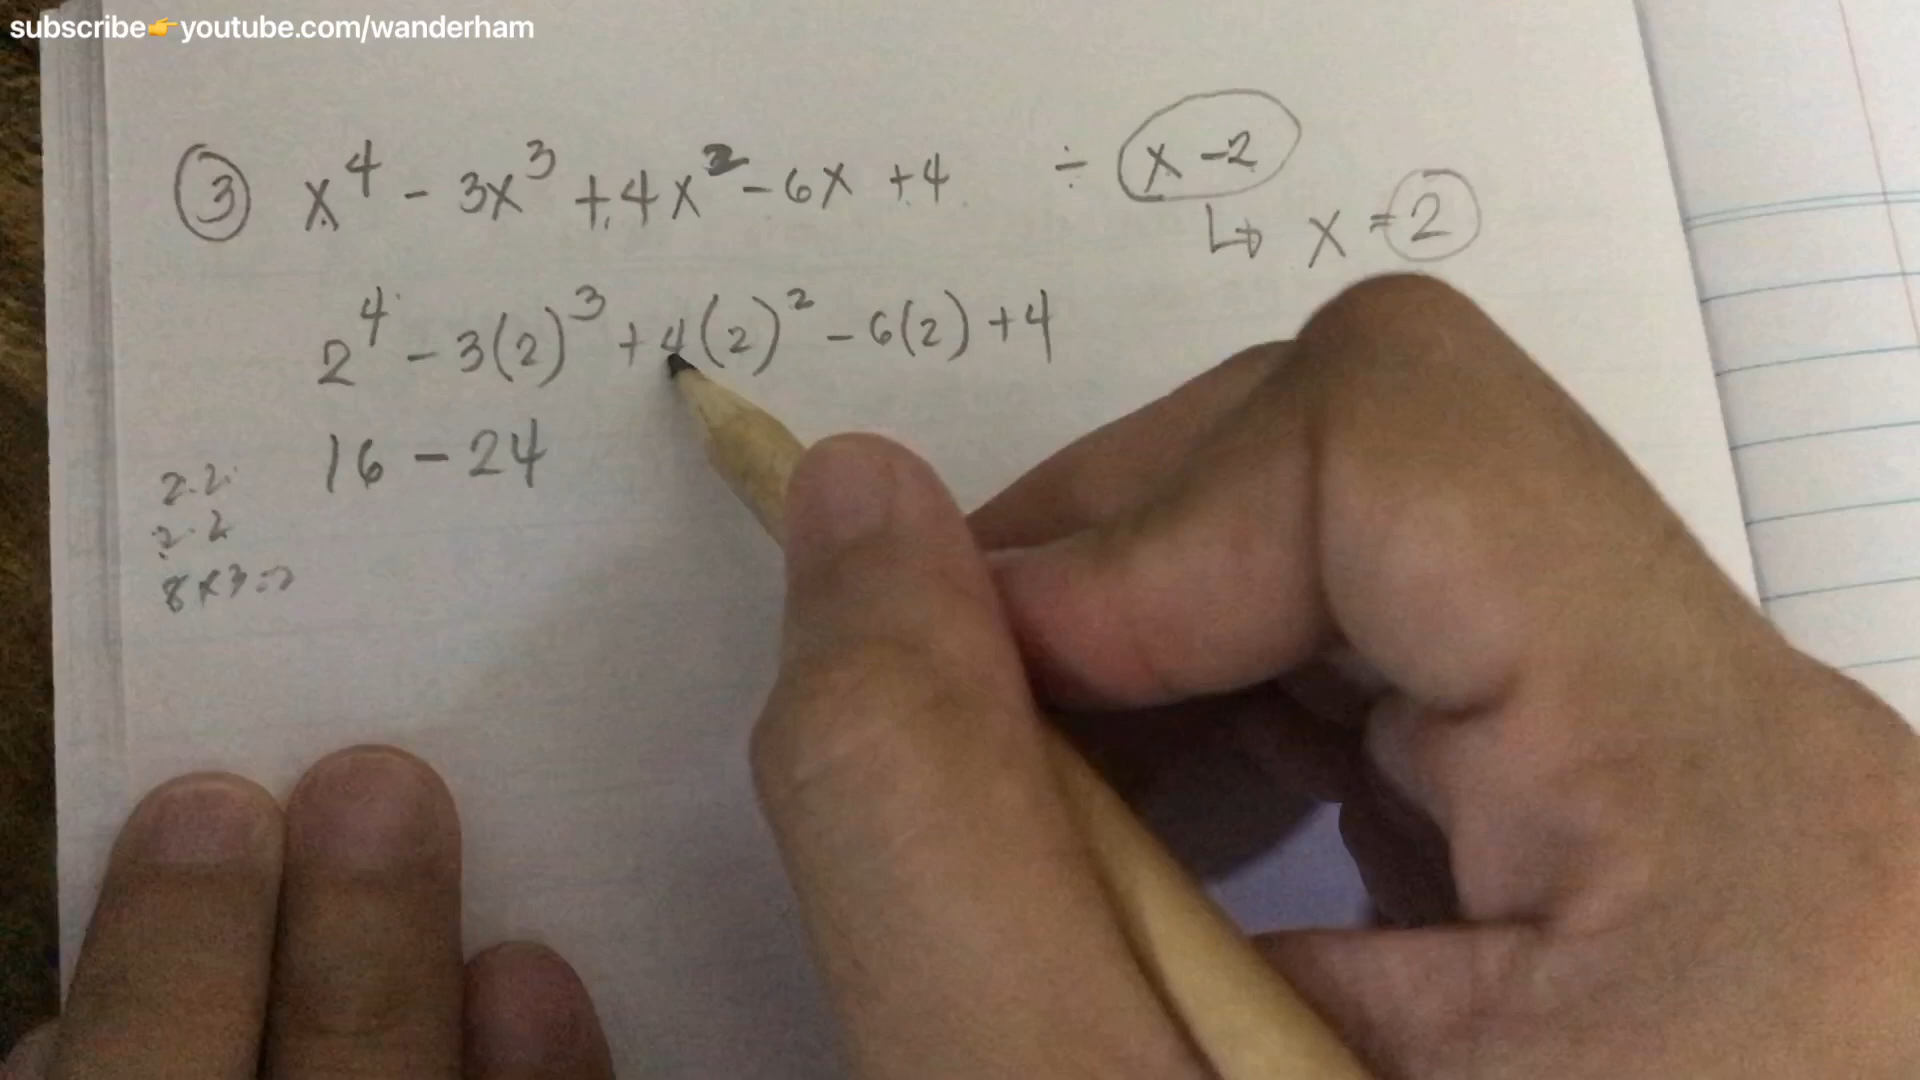 subscribe👉youtube.com/wanderham
③ x⁴ - 3x³ + 4x² - 6x + 4 ÷ x - 2
↳ x = 2
2⁴ - 3(2)³ + 4(2)² - 6(2) + 4
16 - 24
2·2·
2·2
8×3=